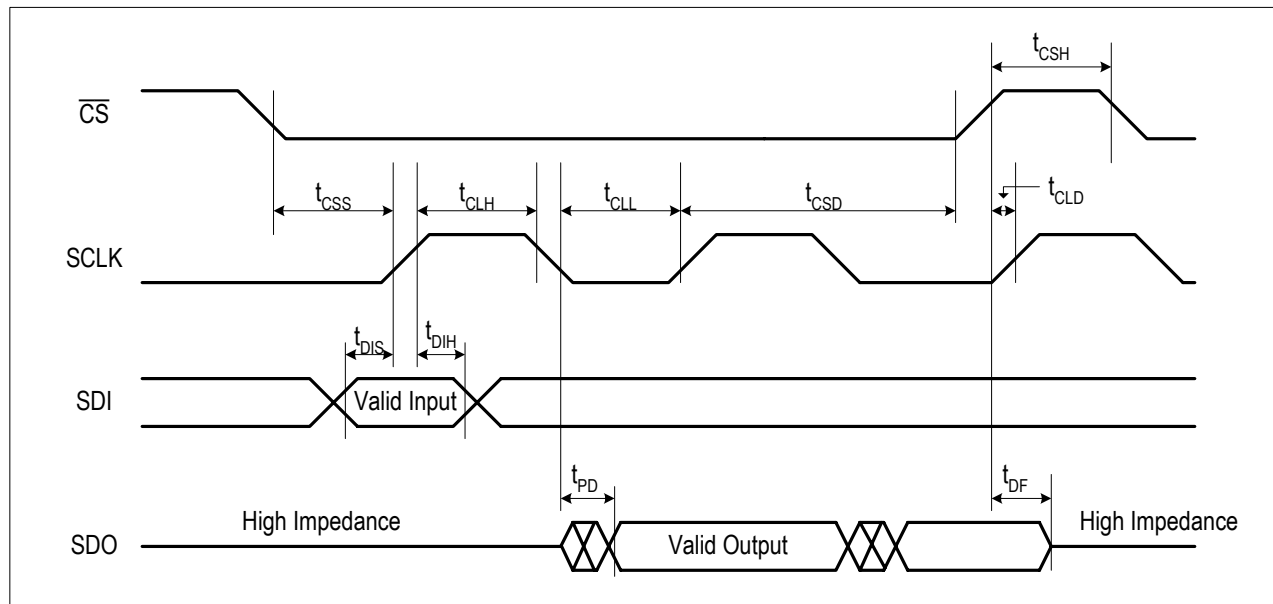 tCSH
CS
tCLD
tCSS
tCLH
tCLL
tCSD
SCLK
tDIS
tDIH
SDI
Valid Input
tPD
tDF
High Impedance
High Impedance
SDO
Valid Output